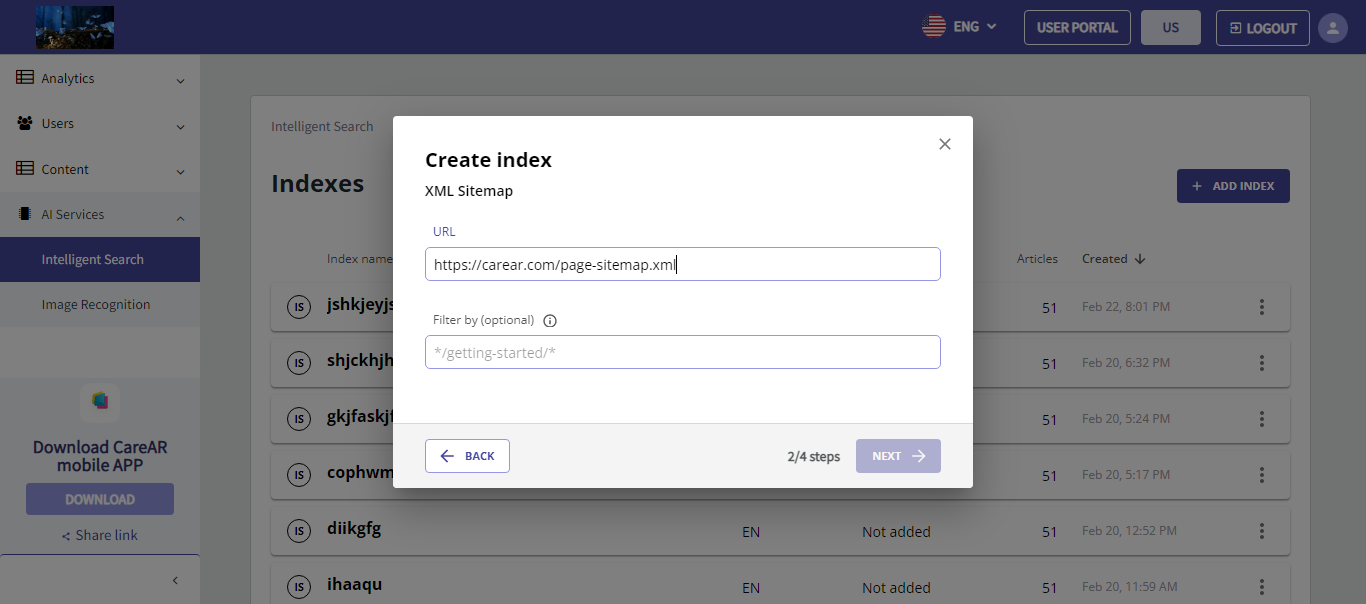 ENG
USER PORTAL
US
LOGOUT
Analytics
Users
Content
AI Services
Intelligent Search
Image Recognition
Download CareAR
mobile APP
DOWNLOAD
Share link
Intelligent Search
Indexes
ADD INDEX
Index name
Articles
Created
IS jshkjeyjs 51 Feb 22, 8:01 PM
IS shjckhjh 51 Feb 20, 6:32 PM
IS gkjfaskjf 51 Feb 20, 5:24 PM
IS cophwm 51 Feb 20, 5:17 PM
IS diikgfg EN Not added 51 Feb 20, 12:52 PM
IS ihaaqu EN Not added 51 Feb 20, 11:59 AM
Create index
XML Sitemap
URL
https://carear.com/page-sitemap.xml
Filter by (optional)
*/getting-started/*
BACK
2/4 steps
NEXT